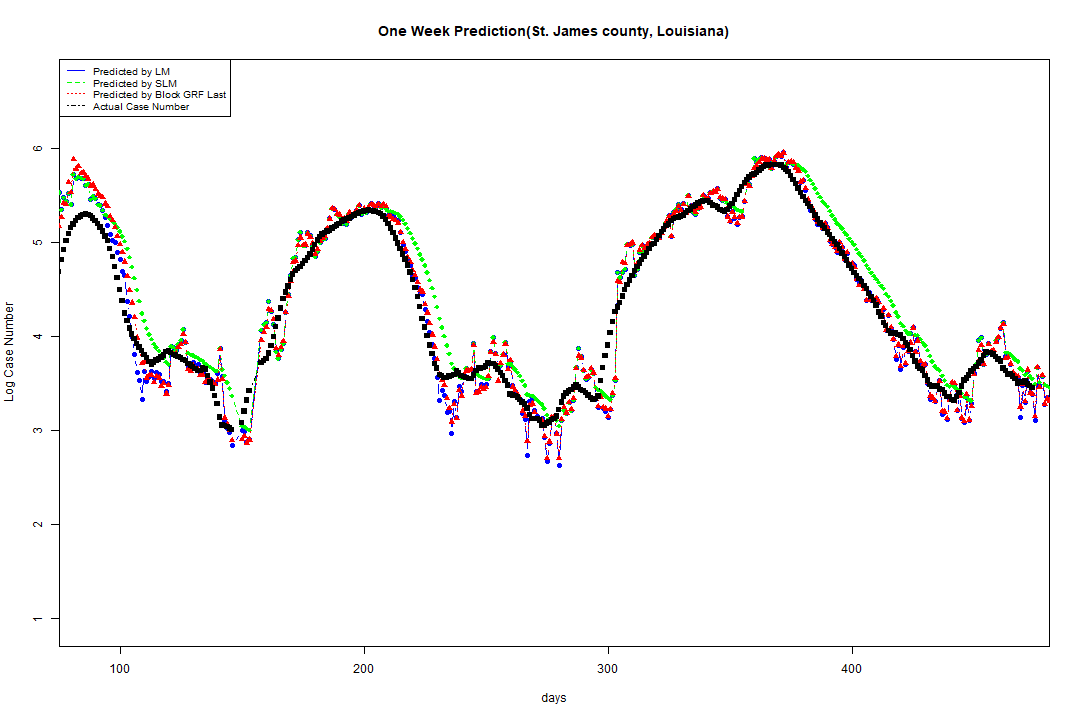 One Week Prediction(St. James county, Louisiana)
Predicted by LM
Predicted by SLM
Predicted by Block GRF Last
Actual Case Number
6
5
4
3
2
1
Log Case Number
100 200 300 400
days